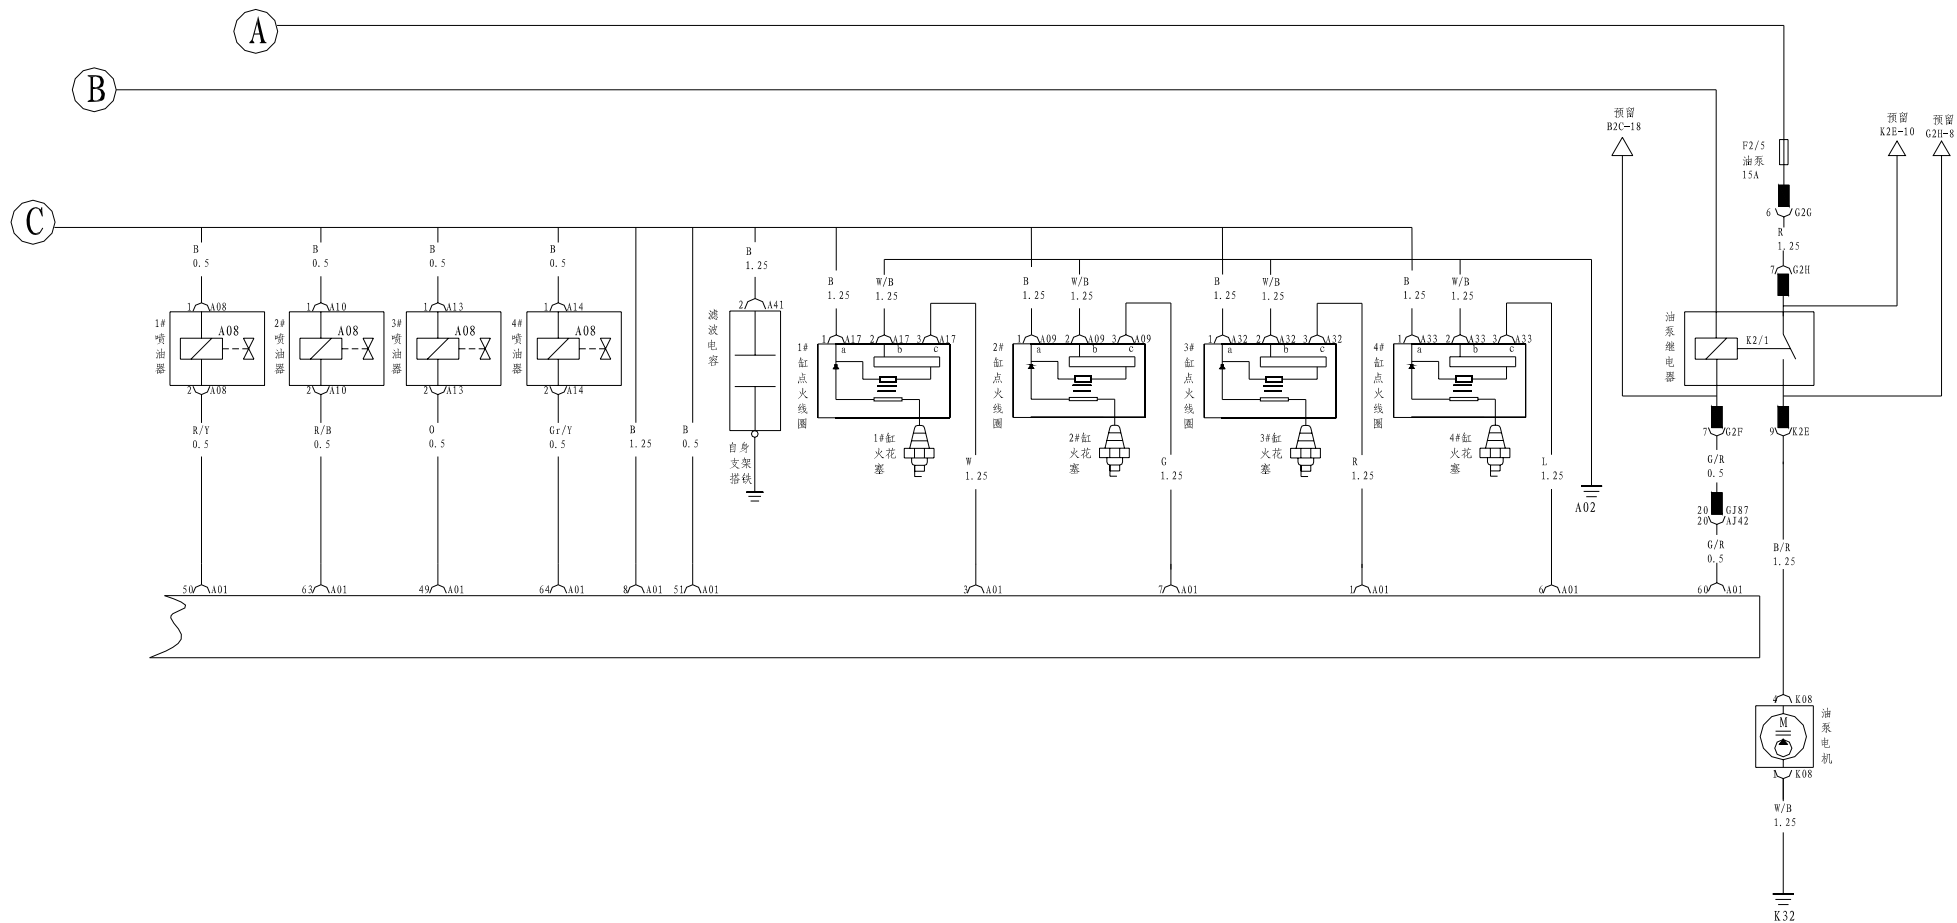 A
B
C
预留
B2C-18
F2/5
油泵
15A
预留
K2E-10
预留
G2H-8
6 G2G
R
1.25
7 G2H
B
0.5
B
0.5
B
0.5
B
0.5
B
1.25
B
1.25
W/B
1.25
B
1.25
W/B
1.25
B
1.25
W/B
1.25
B
1.25
W/B
1.25
1 A08
1 A10
1 A13
1 A14
2 A41
1#喷油器
A08
2#喷油器
A08
3#喷油器
A08
4#喷油器
A08
滤波电容
1#缸点火线圈
1 A17 2 A17 3 A17
a b c
2#缸点火线圈
1 A09 2 A09 3 A09
a b c
3#缸点火线圈
1 A32 2 A32 3 A32
a b c
4#缸点火线圈
1 A33 2 A33 3 A33
a b c
油泵继电器
K2/1
2 A08
2 A10
2 A13
2 A14
R/Y
0.5
R/B
0.5
O
0.5
Gr/Y
0.5
B
1.25
B
0.5
自身
支架
搭铁
1#缸
火花
塞
W
1.25
2#缸
火花
塞
G
1.25
3#缸
火花
塞
R
1.25
4#缸
火花
塞
L
1.25
A02
7 G2F
9 K2E
G/R
0.5
20 GJ87
20 AJ42
G/R
0.5
B/R
1.25
50 A01
63 A01
49 A01
64 A01
8 A01
51 A01
3 A01
7 A01
1 A01
6 A01
60 A01
4 K08
M
油泵电机
1 K08
W/B
1.25
K32